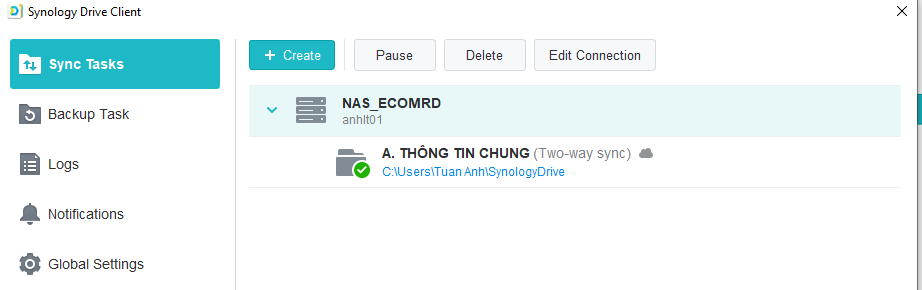 Synology Drive Client
Sync Tasks
Backup Task
Logs
Notifications
Global Settings
+ Create
Pause
Delete
Edit Connection
NAS_ECOMRD
anhlt01
A. THÔNG TIN CHUNG (Two-way sync)
C:\Users\Tuan Anh\SynologyDrive